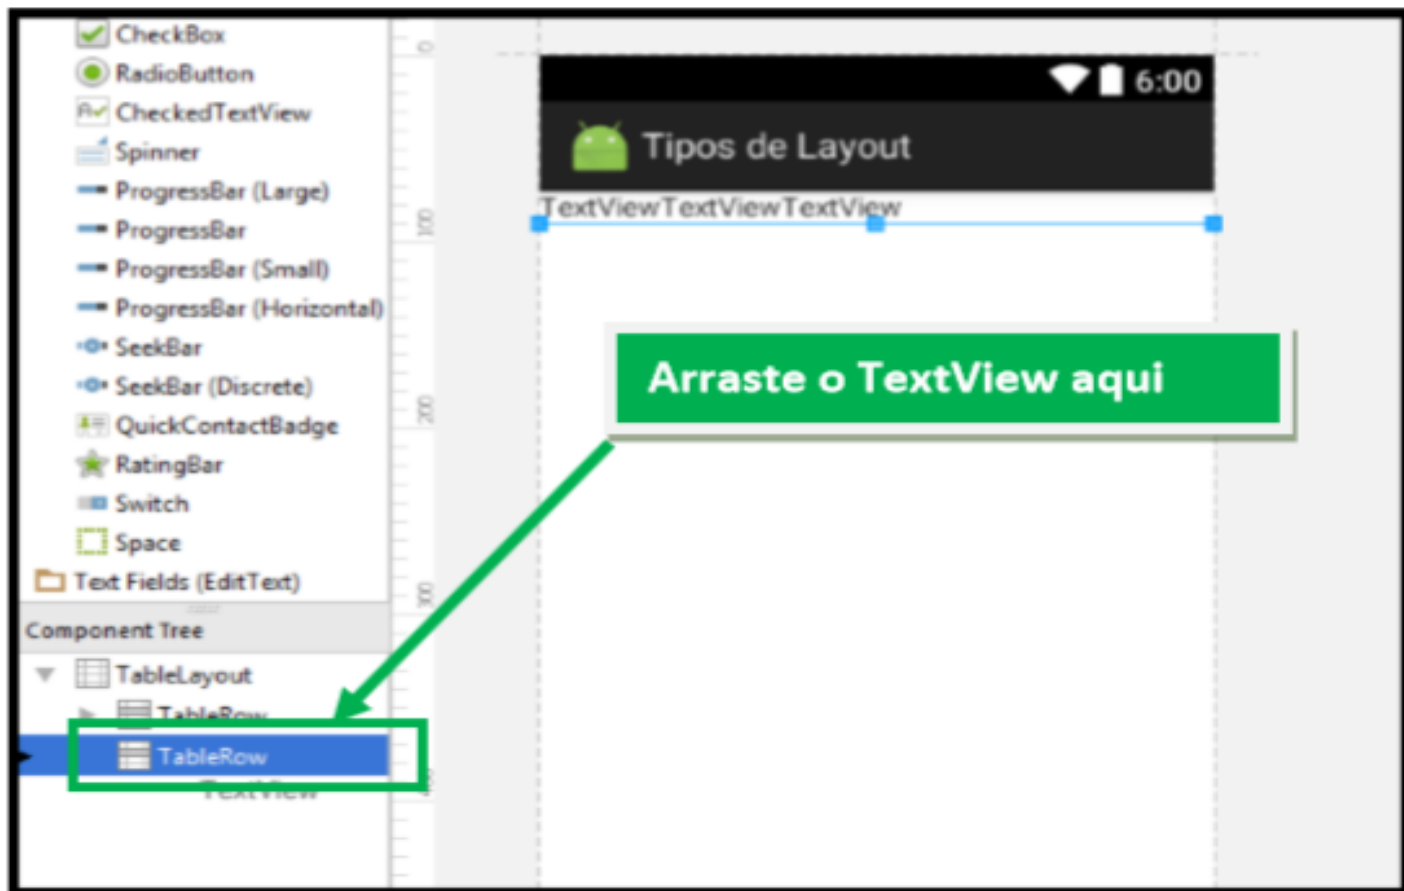 CheckBox
RadioButton
CheckedTextView
Spinner
ProgressBar (Large)
ProgressBar
ProgressBar (Small)
ProgressBar (Horizontal)
SeekBar
SeekBar (Discrete)
QuickContactBadge
RatingBar
Switch
Space
Text Fields (EditText)
Component Tree
TableLayout
TableRow
TableRow
TextView
0
100
200
300
400
6:00
Tipos de Layout
TextViewTextViewTextView
Arraste o TextView aqui